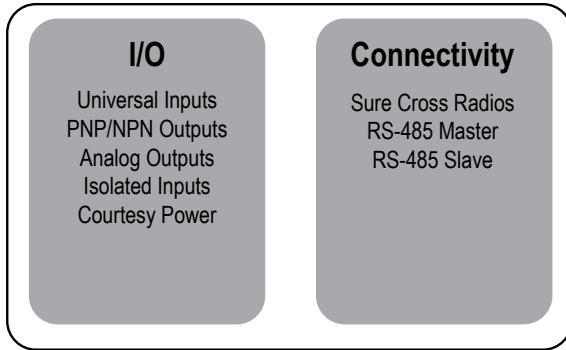 I/O
Universal Inputs
PNP/NPN Outputs
Analog Outputs
Isolated Inputs
Courtesy Power
Connectivity
Sure Cross Radios
RS-485 Master
RS-485 Slave